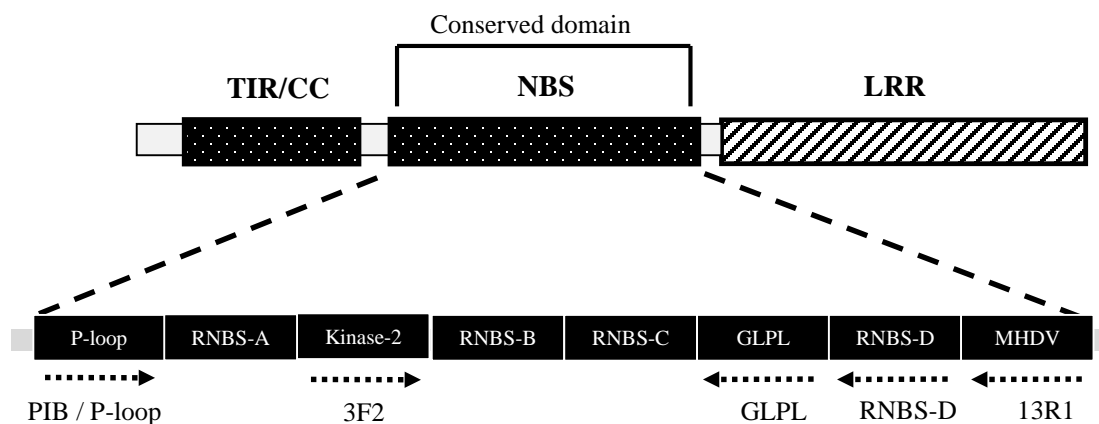 Conserved domain
TIR/CC NBS LRR
P-loop RNBS-A Kinase-2 RNBS-B RNBS-C GLPL RNBS-D MHDV
PIB / P-loop 3F2 GLPL RNBS-D 13R1